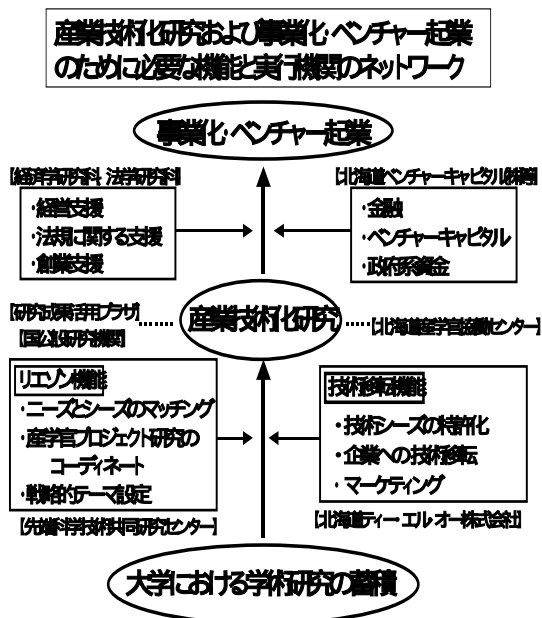 産業技術化研究および事業化・ベンチャー起業
のために必要な機能と実行機関のネットワーク
事業化・ベンチャー起業
【経済学研究科、法学研究科】
・経営支援
・法規に関する支援
・創業支援
【北海道ベンチャーキャピタル(株)等】
・金融
・ベンチャーキャピタル
・政府系資金
産業技術化研究
【研究成果活用プラザ】
【国公設研究機関】
【北海道産学官協働センター】
リエゾン機能
・ニーズとシーズのマッチング
・産学官プロジェクト研究の
コーディネート
・戦略的テーマ設定
【先端科学技術共同研究センター】
技術移転機能
・技術シーズの特許化
・企業への技術移転
・マーケティング
【北海道ティー・エル・オー株式会社】
大学における学術研究の蓄積